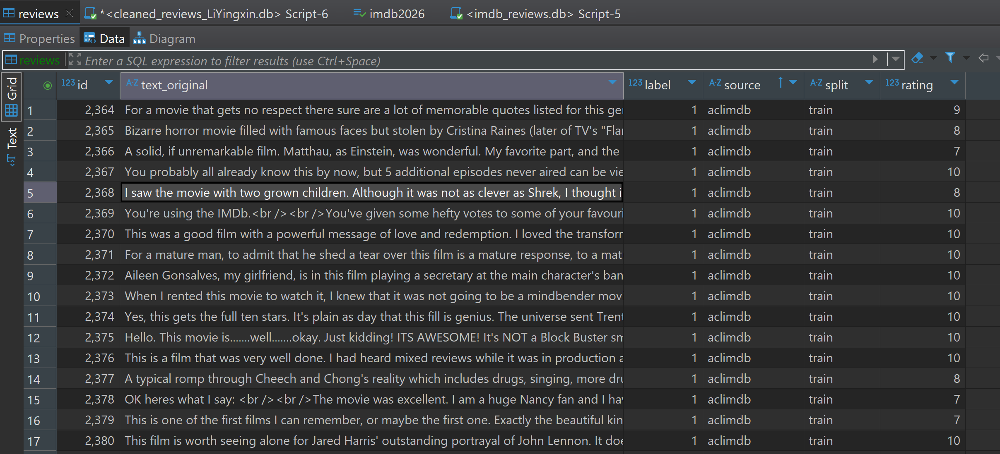 reviews *<cleaned_reviews_LiYingxin.db> Script-6 imdb2026 <imdb_reviews.db> Script-5
Properties Data Diagram
reviews Enter a SQL expression to filter results (use Ctrl+Space)
Grid
Text
123 id A-Z text_original 123 label A-Z source A-Z split 123 rating
1 2,364 For a movie that gets no respect there sure are a lot of memorable quotes listed for this 1 aclimdb train 9
2 2,365 Bizarre horror movie filled with famous faces but stolen by Cristina Raines (later of TV's 1 aclimdb train 8
3 2,366 A solid, if unremarkable film. Matthau, as Einstein, was wonderful. My favorite part, and the 1 aclimdb train 7
4 2,367 You probably all already know this by now, but 5 additional episodes never aired can be vie 1 aclimdb train 10
5 2,368 I saw the movie with two grown children. Although it was not as clever as Shrek, I thought 1 aclimdb train 8
6 2,369 You're using the IMDb.<br /><br />You've given some hefty votes to some of your favouri 1 aclimdb train 10
7 2,370 This was a good film with a powerful message of love and redemption. I loved the transforr 1 aclimdb train 10
8 2,371 For a mature man, to admit that he shed a tear over this film is a mature response, to a 1 aclimdb train 10
9 2,372 Aileen Gonsalves, my girlfriend, is in this film playing a secretary at the main character's ban 1 aclimdb train 10
10 2,373 When I rented this movie to watch it, I knew that it was not going to be a mindbender movi 1 aclimdb train 10
11 2,374 Yes, this gets the full ten stars. It's plain as day that this fill is genius. The universe sent Trent 1 aclimdb train 10
12 2,375 Hello. This movie is.......well.......okay. Just kidding! ITS AWESOME! It's NOT a Block Buster sm 1 aclimdb train 10
13 2,376 This is a film that was very well done. I had heard mixed reviews while it was in production a 1 aclimdb train 10
14 2,377 A typical romp through Cheech and Chong's reality which includes drugs, singing, more dru 1 aclimdb train 8
15 2,378 OK heres what I say: <br /><br />The movie was excellent. I am a huge Nancy fan and I hav 1 aclimdb train 7
16 2,379 This is one of the first films I can remember, or maybe the first one. Exactly the beautiful kin 1 aclimdb train 7
17 2,380 This film is worth seeing alone for Jared Harris' outstanding portrayal of John Lennon. It doe 1 aclimdb train 10